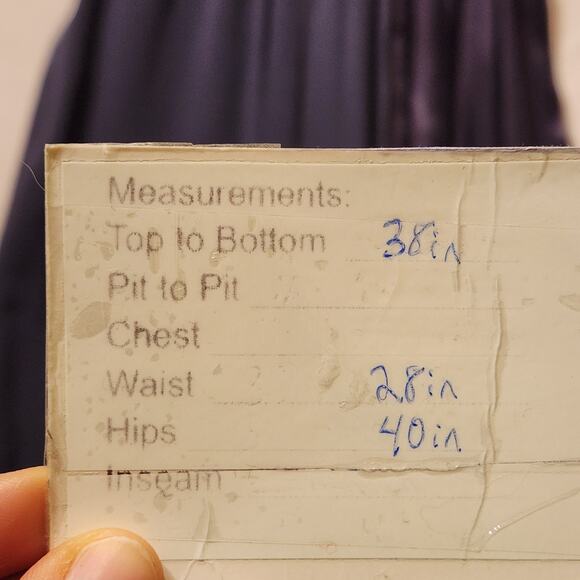 Measurements:
Top to Bottom 38in
Pit to Pit
Chest
Waist 28in
Hips 40in
Inseam